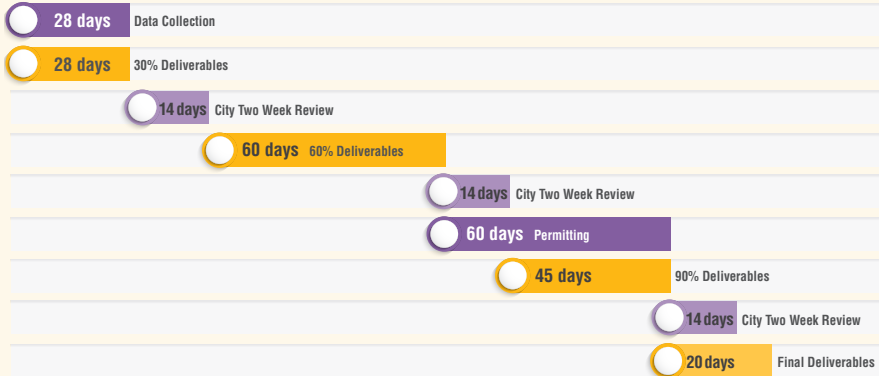 28 days Data Collection
28 days 30% Deliverables
14 days City Two Week Review
60 days 60% Deliverables
14 days City Two Week Review
60 days Permitting
45 days 90% Deliverables
14 days City Two Week Review
20 days Final Deliverables